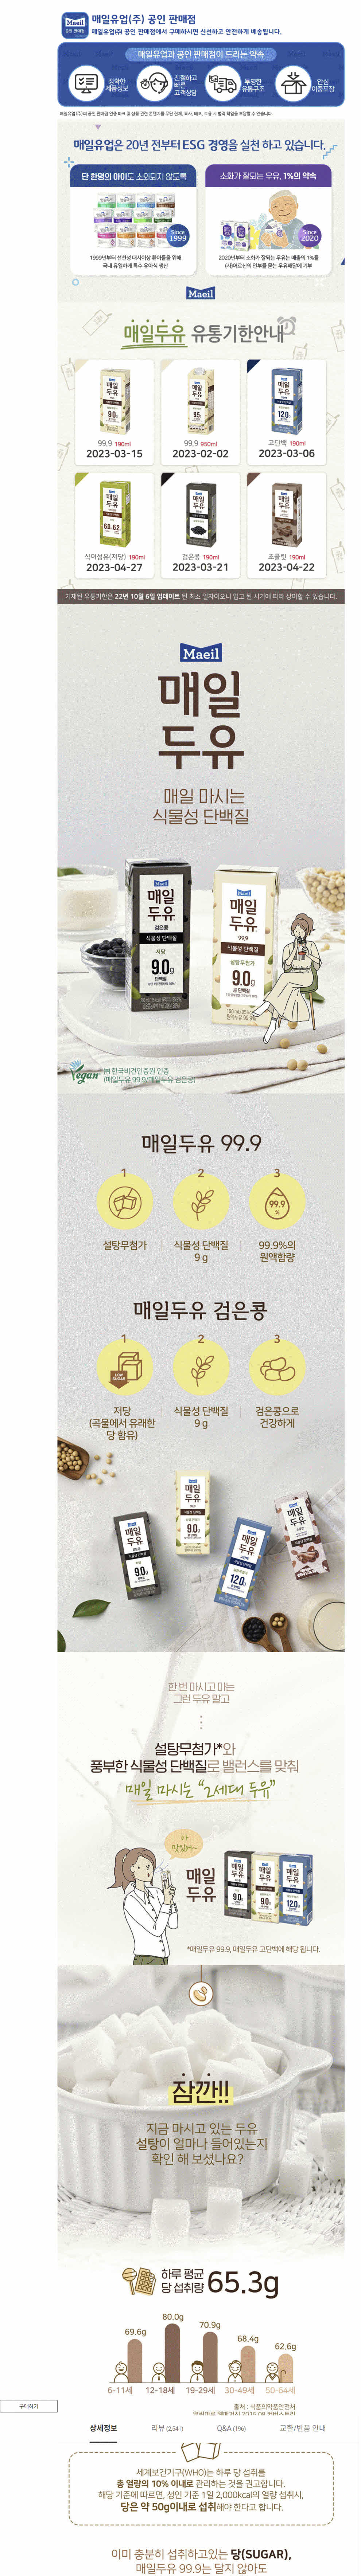 Maeil
공인 판매점
매일유업(주) 공인 판매점
매일유업㈜ 공인 판매점에서 구매하시면 신선하고 안전하게 배송됩니다.
매일유업과 공인 판매점이 드리는 약속
정확한
제품정보
친절하고
빠른
고객상담
투명한
유통구조
안심
이중포장
매일유업은 20년 전부터 ESG 경영을 실천 하고 있습니다.
단 한명의 아이도 소외되지 않도록
소화가 잘되는 우유, 1%의 약속
Since
1999
Since
2020
1999년부터 선천성 대사이상 환아들을 위해
국내 유일하게 특수 유아식 생산
2020년부터 소화가 잘되는 우유는 매출의 1%를
(사)어르신의 안부를 묻는 우유배달에 기부
Maeil
매일두유 유통기한안내
99.9 190ml
2023-03-15
99.9 950ml
2023-02-02
고단백 190ml
2023-03-06
식이섬유(저당) 190ml
2023-04-27
검은콩 190ml
2023-03-21
초콜릿 190ml
2023-04-22
기재된 유통기한은 22년 10월 6일 업데이트 된 최소 일자이오니 입고 된 시기에 따라 상이할 수 있습니다.
Maeil
매일
두유
매일 마시는
식물성 단백질
Maeil
매일
두유
검은콩
식물성 단백질
저당
9.0g
단백질
Maeil
매일
두유
99.9
식물성 단백질
설탕무첨가
9.0g
콩 단백질
Vegan
㈜한국비건인증원 인증
(매일두유 99.9/매일두유 검은콩)
매일두유 99.9
1
2
3
99.9
%
설탕무첨가
식물성 단백질
9 g
99.9%의
원액함량
매일두유 검은콩
1
2
3
LOW
SUGAR
저당
(곡물에서 유래한
당 함유)
식물성 단백질
9 g
검은콩으로
건강하게
한 번 마시고 마는
그런 두유 말고
설탕무첨가*와
풍부한 식물성 단백질로 밸런스를 맞춰
매일 마시는 “2세대 두유”
아
맛있어~
매일
두유
*매일두유 99.9, 매일두유 고단백에 해당 됩니다.
잠깐!!
지금 마시고 있는 두유
설탕이 얼마나 들어있는지
확인 해 보셨나요?
하루 평균
당 섭취량
65.3g
69.6g
80.0g
70.9g
68.4g
62.6g
6-11세
12-18세
19-29세
30-49세
50-64세
출처 : 식품의약품안전처
구매하기
상세정보
리뷰 (2,541)
Q&A (196)
교환/반품 안내
세계보건기구(WHO)는 하루 당 섭취를
총 열량의 10% 이내로 관리하는 것을 권고합니다.
해당 기준에 따르면, 성인 기준 1일 2,000kcal의 열량 섭취시,
당은 약 50g이내로 섭취해야 한다고 합니다.
이미 충분히 섭취하고있는 당(SUGAR),
매일두유 99.9는 달지 않아도